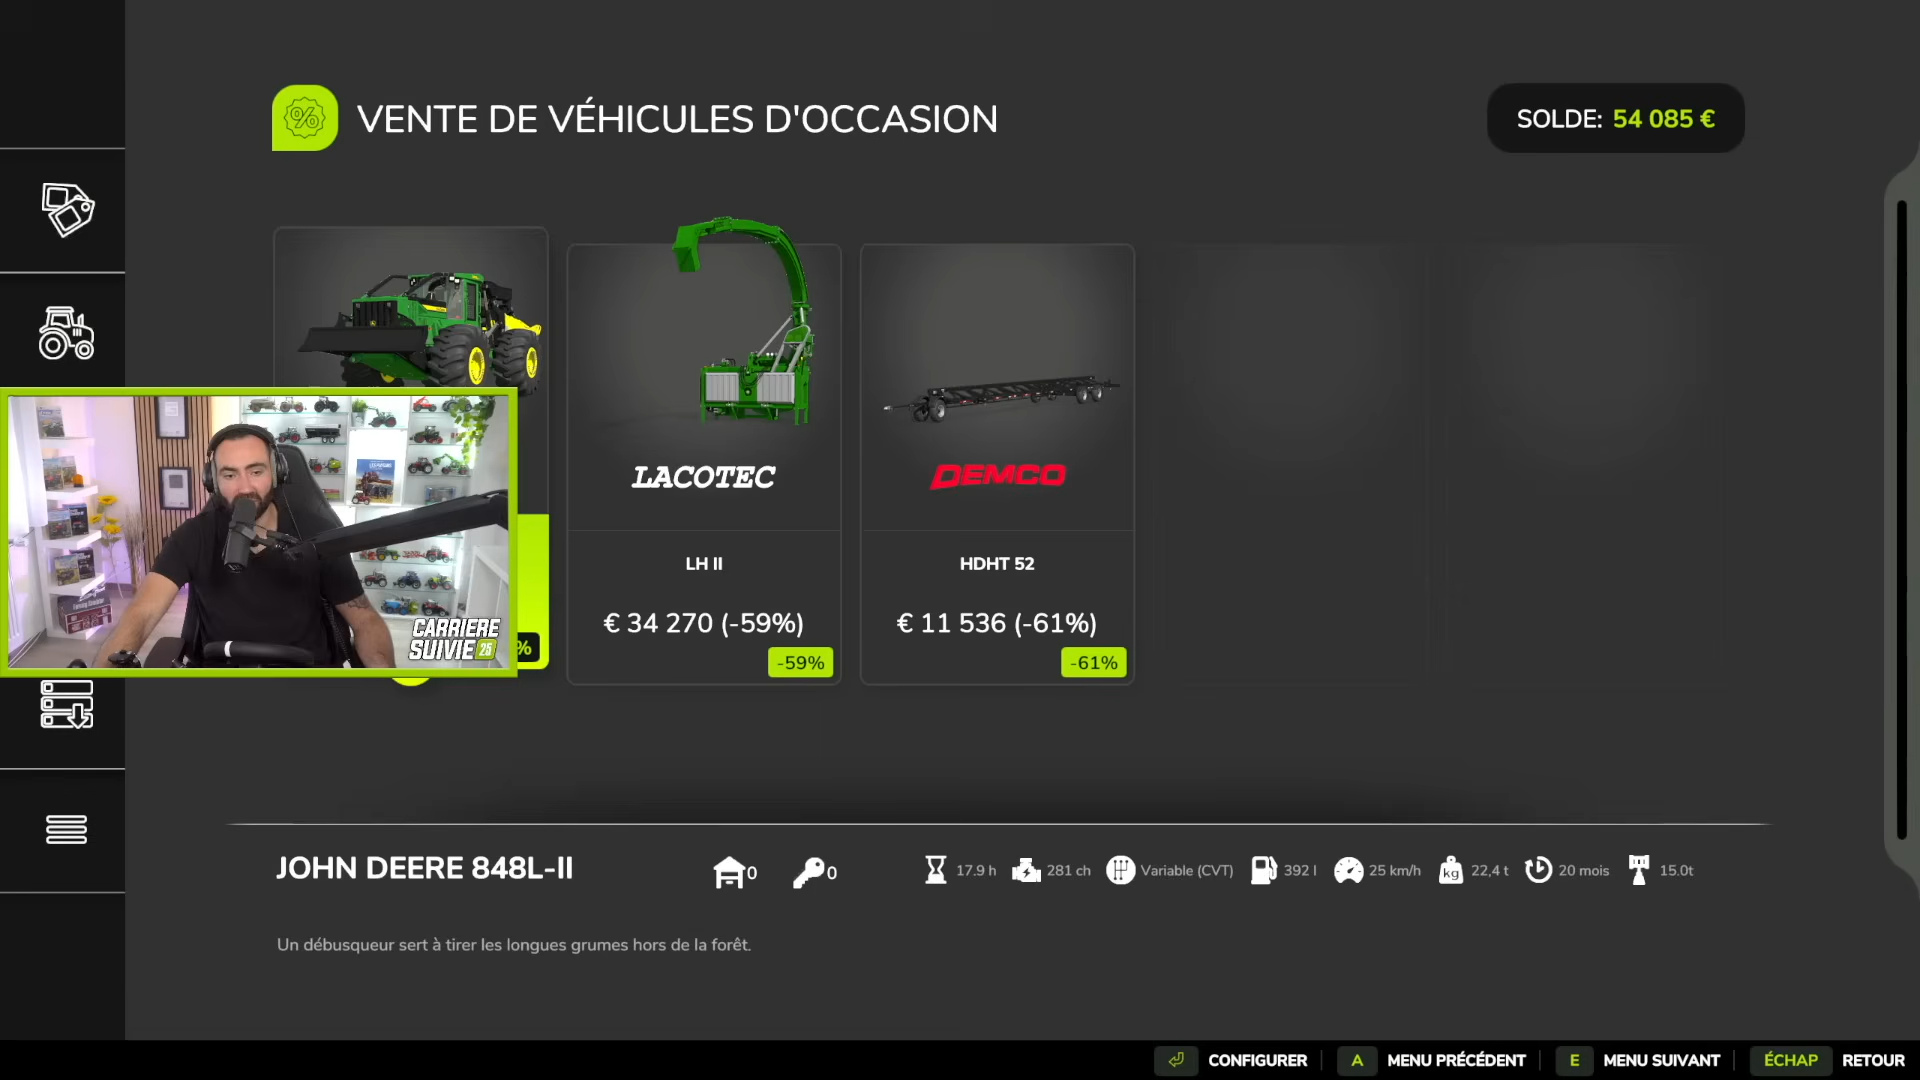 VENTE DE VÉHICULES D'OCCASION
SOLDE: 54 085 €
LACOTEC
DEMCO
LH II
HDHT 52
€ 34 270 (-59%)
€ 11 536 (-61%)
-59%
-61%
%
CARRIERE
SUIVIE 25
JOHN DEERE 848L-II
0
0
17.9 h
281 ch
Variable (CVT)
392 l
25 km/h
kg
22,4 t
20 mois
15.0t
Un débusqueur sert à tirer les longues grumes hors de la forêt.
CONFIGURER
A MENU PRÉCÉDENT
E MENU SUIVANT
ÉCHAP RETOUR